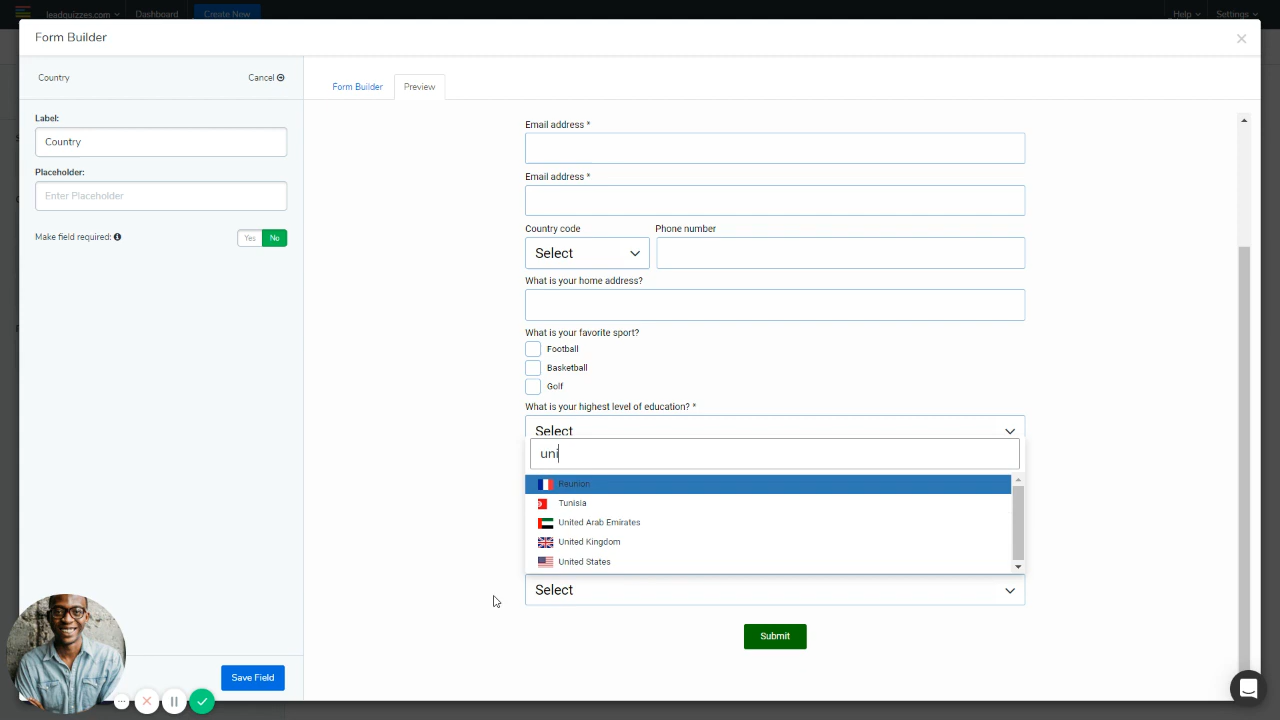 leadquizzes.com
Dashboard
Create New
Help
Settings
Form Builder
Country
Cancel
Form Builder
Preview
Label:
Country
Placeholder:
Enter Placeholder
Make field required:
Yes
No
Email address *
Email address *
Country code
Phone number
Select
What is your home address?
What is your favorite sport?
Football
Basketball
Golf
What is your highest level of education? *
Select
uni
Reunion
Tunisia
United Arab Emirates
United Kingdom
United States
Select
Submit
Save Field